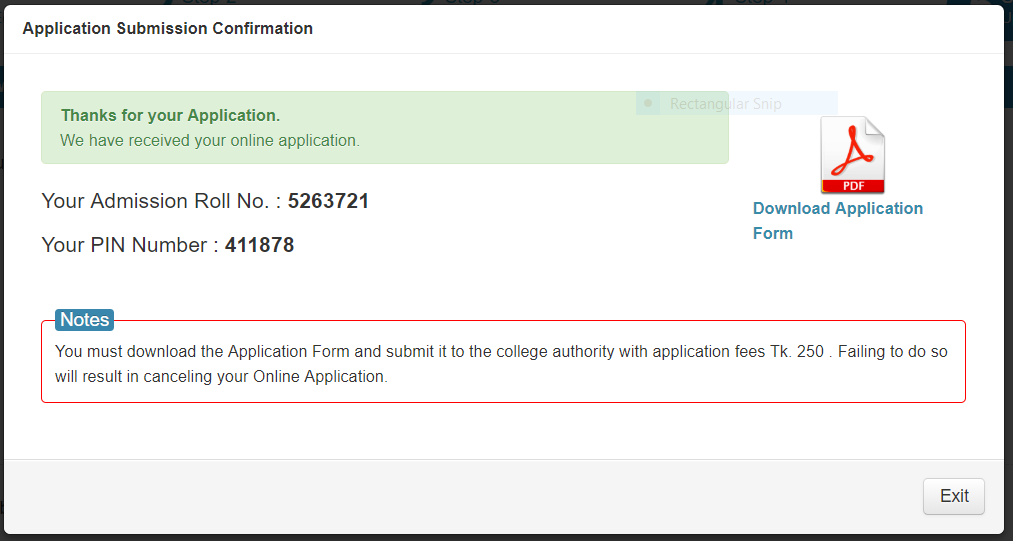 Application Submission Confirmation
Thanks for your Application.
We have received your online application.
Rectangular Snip
PDF
Download Application
Form
Your Admission Roll No. : 5263721
Your PIN Number : 411878
Notes
You must download the Application Form and submit it to the college authority with application fees Tk. 250 . Failing to do so
will result in canceling your Online Application.
Exit